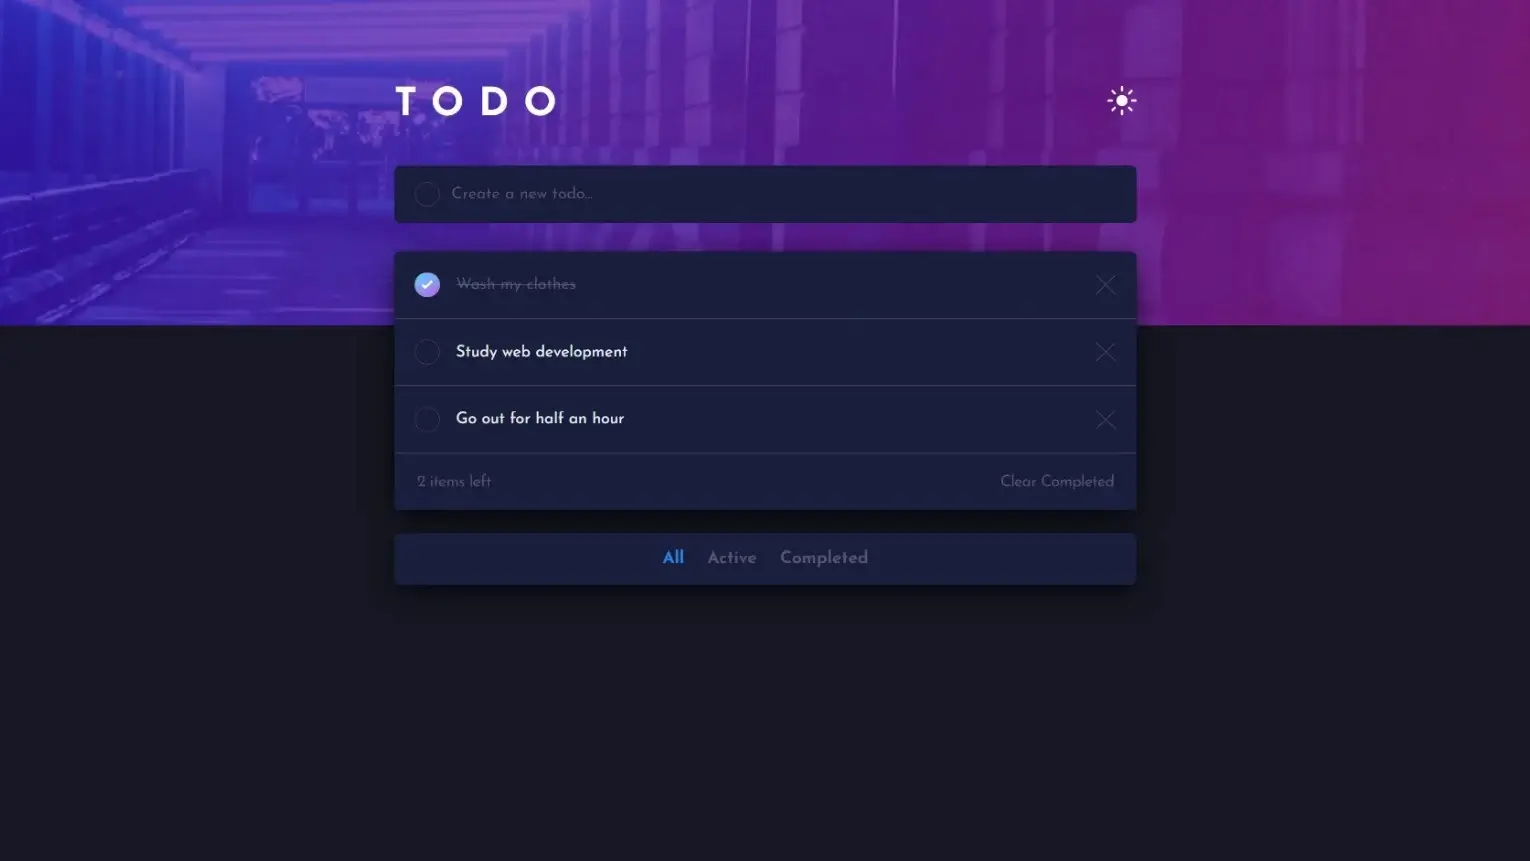 TODO
Create a new todo...
Wash my clothes
Study web development
Go out for half an hour
2 items left
Clear Completed
All Active Completed